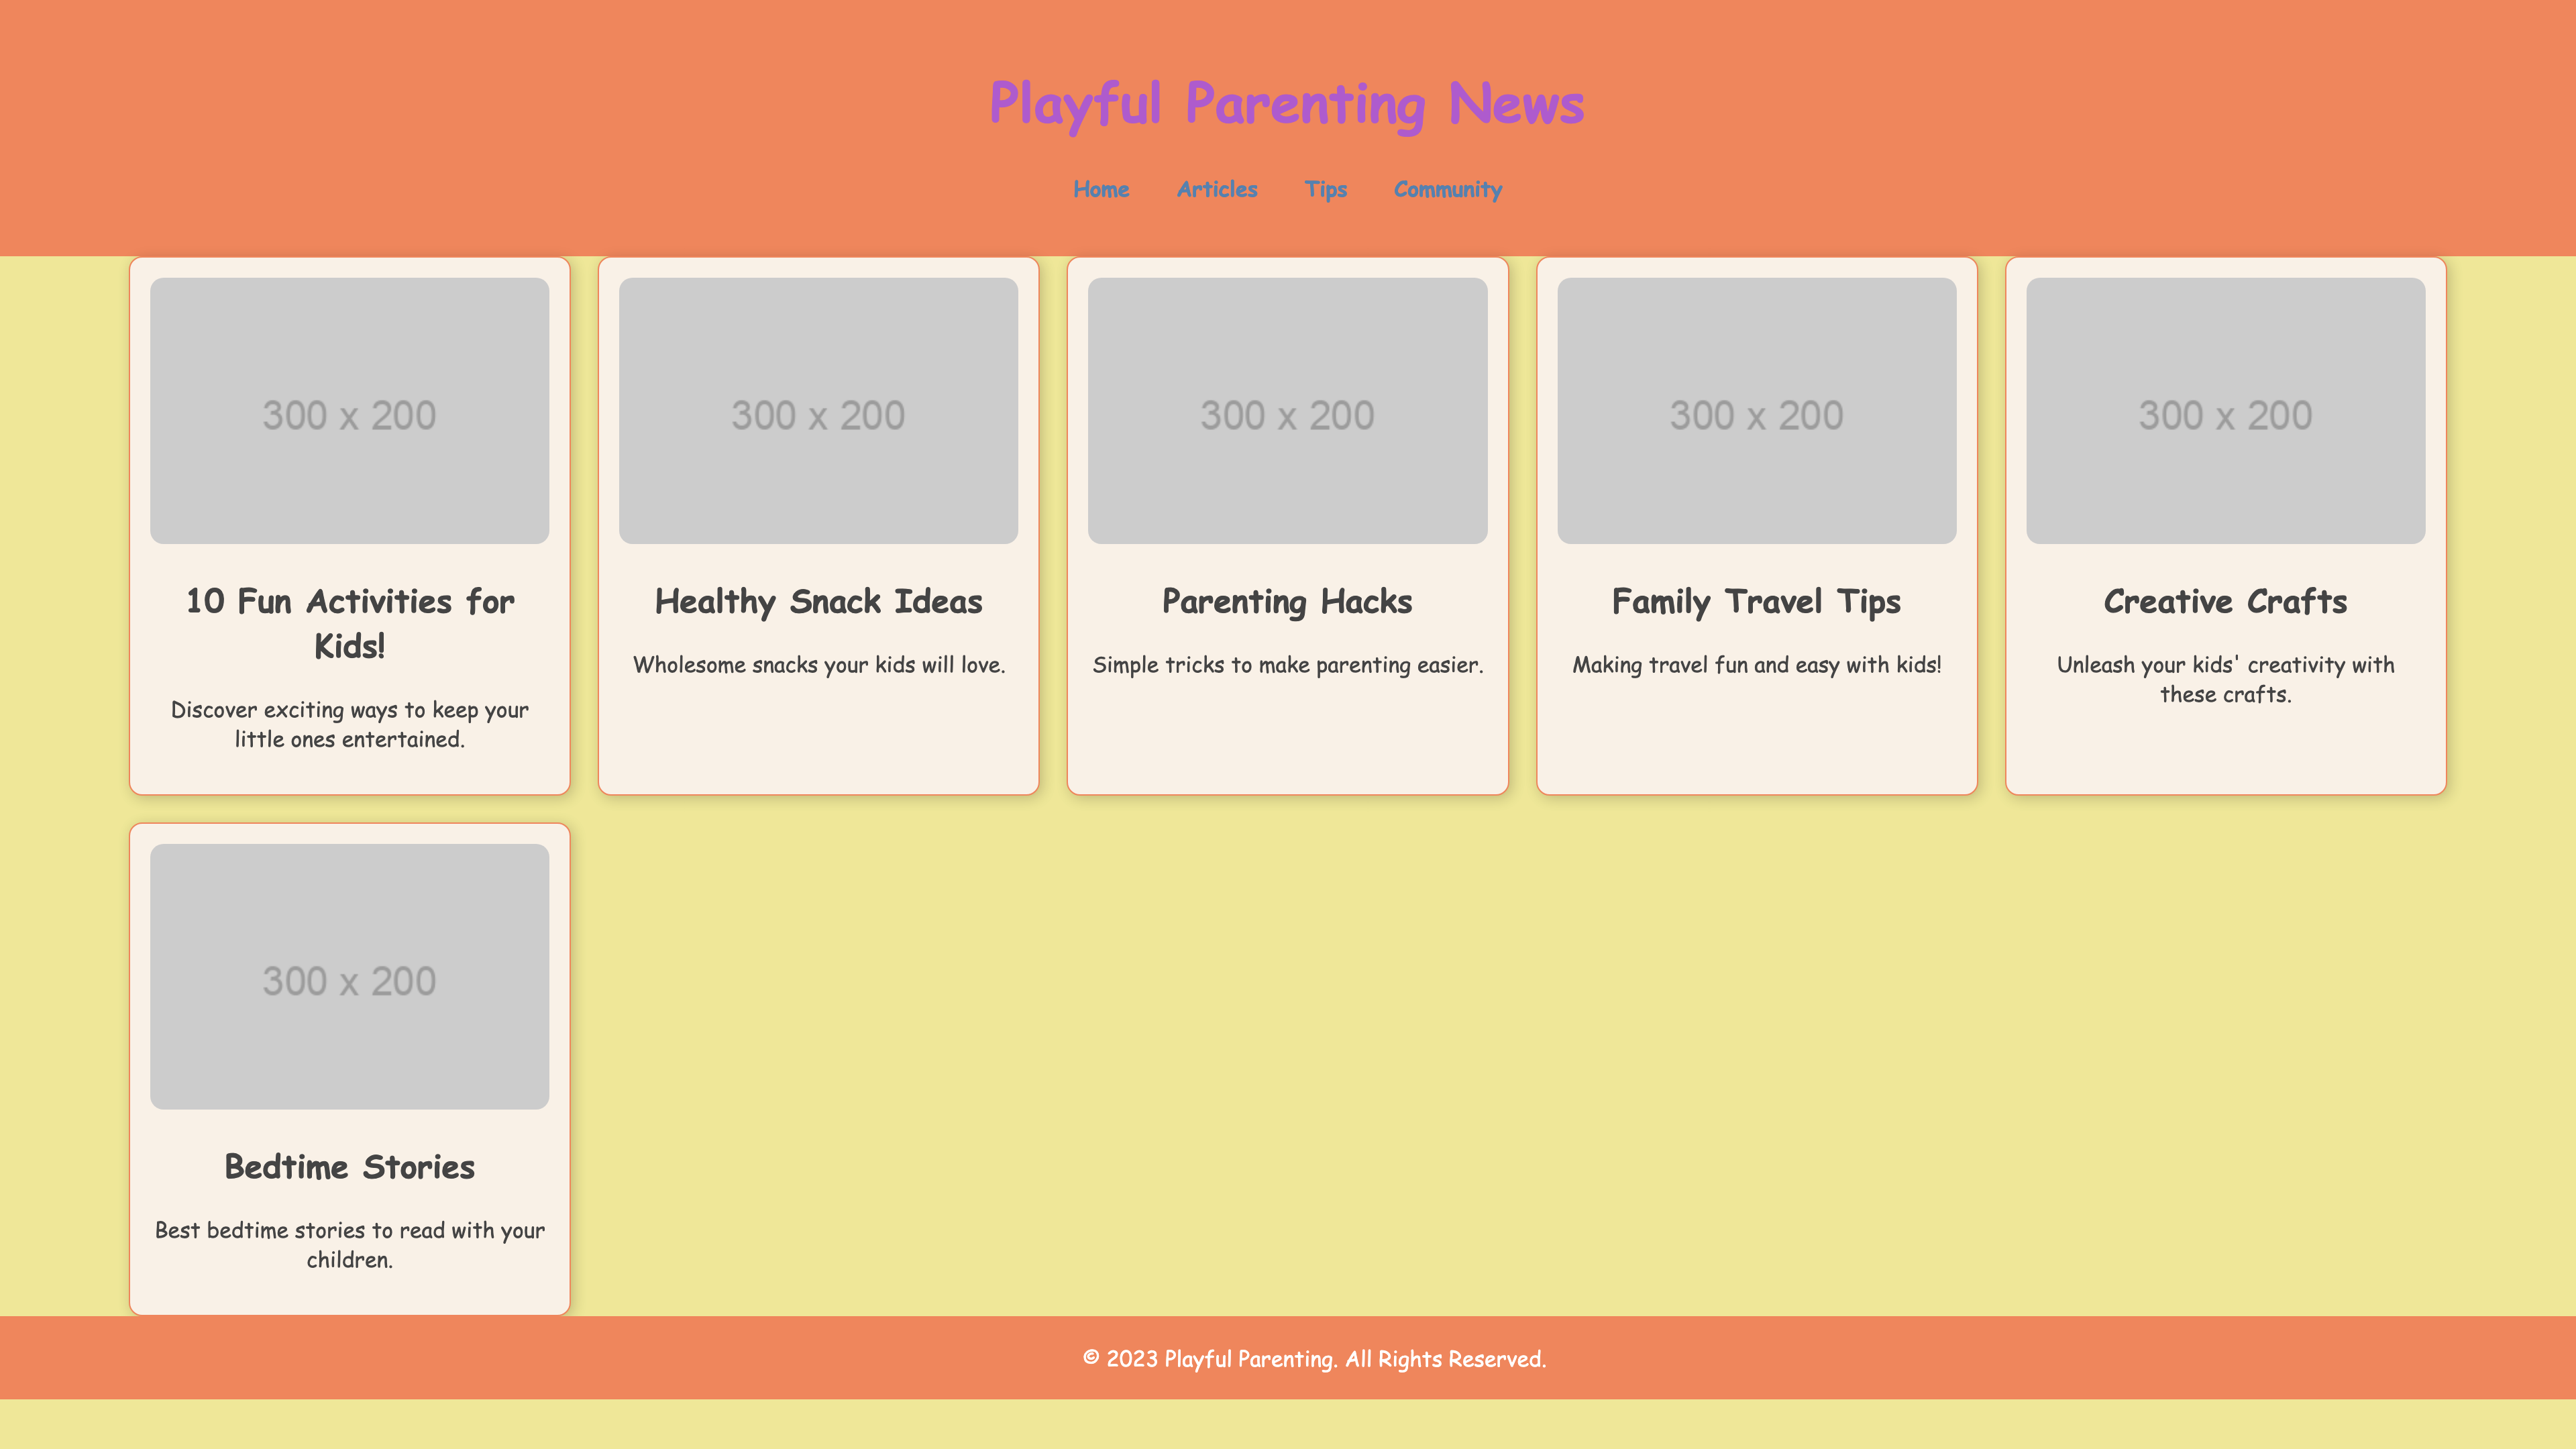 Playful Parenting News
Home Articles Tips Community
300 x 200
10 Fun Activities for
Kids!
Discover exciting ways to keep your
little ones entertained.
300 x 200
Healthy Snack Ideas
Wholesome snacks your kids will love.
300 x 200
Parenting Hacks
Simple tricks to make parenting easier.
300 x 200
Family Travel Tips
Making travel fun and easy with kids!
300 x 200
Creative Crafts
Unleash your kids' creativity with
these crafts.
300 x 200
Bedtime Stories
Best bedtime stories to read with your
children.
© 2023 Playful Parenting. All Rights Reserved.